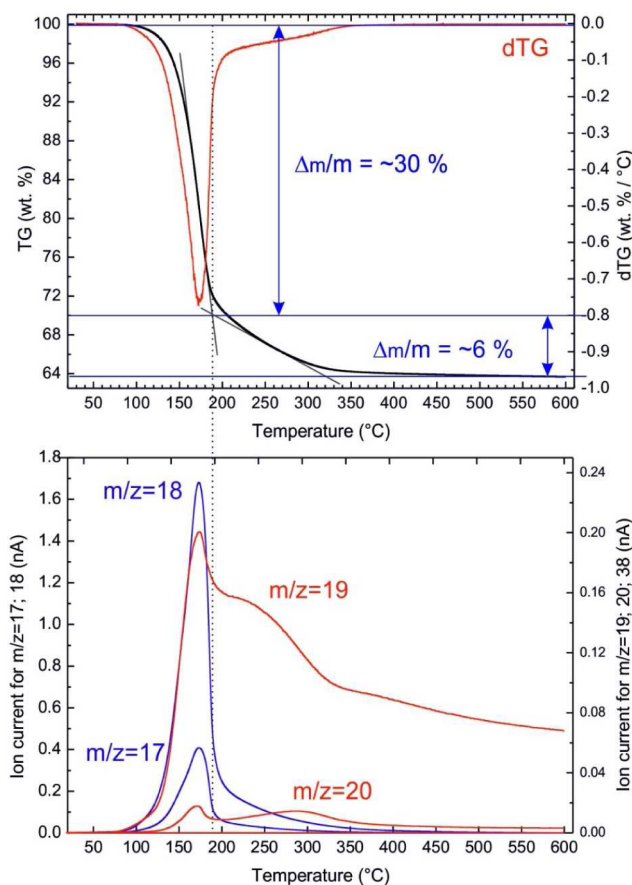 100
96
92
88
84
80
76
72
68
64
TG (wt. %)
0.0
-0.1
-0.2
-0.3
-0.4
-0.5
-0.6
-0.7
-0.8
-0.9
-1.0
dTG (wt. % / °C)
dTG
Δm/m = ~30 %
Δm/m = ~6 %
50 100 150 200 250 300 350 400 450 500 550 600
Temperature (°C)
1.8
1.6
1.4
1.2
1.0
0.8
0.6
0.4
0.2
0.0
Ion current for m/z=17; 18 (nA)
0.24
0.20
0.16
0.12
0.08
0.04
0.00
Ion current for m/z=19; 20; 38 (nA)
m/z=18
m/z=19
m/z=17
m/z=20
50 100 150 200 250 300 350 400 450 500 550 600
Temperature (°C)